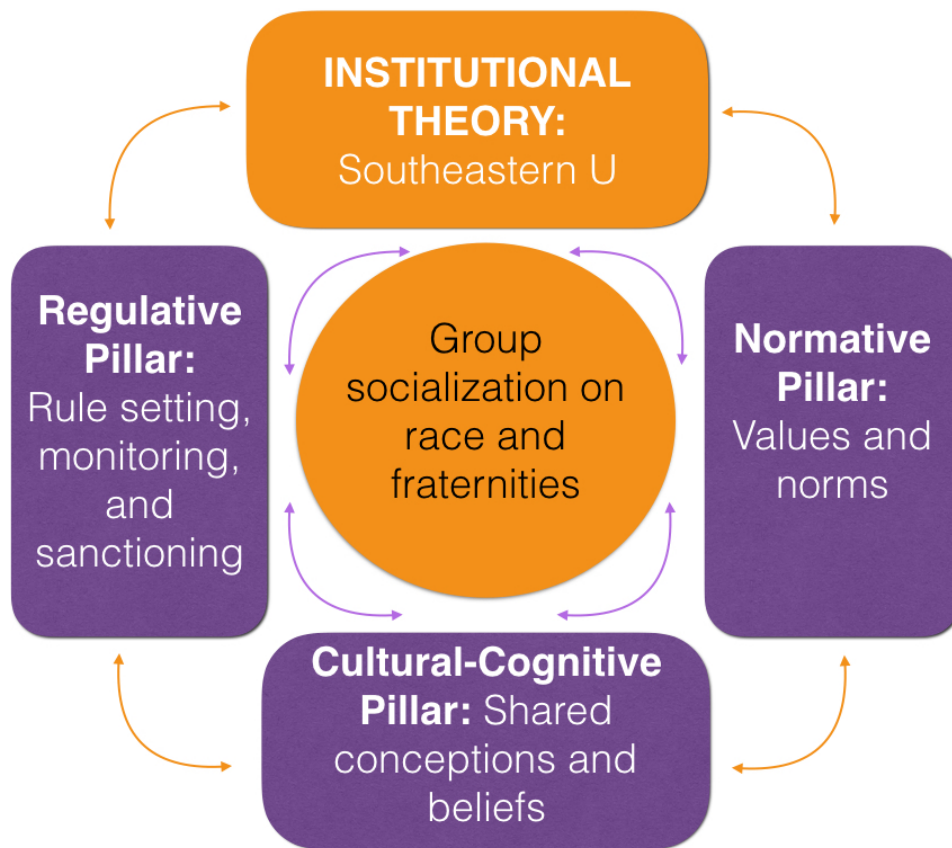 INSTITUTIONAL
THEORY:
Southeastern U
Regulative
Pillar:
Rule setting,
monitoring,
and
sanctioning
Group
socialization on
race and
fraternities
Normative
Pillar:
Values and
norms
Cultural-Cognitive
Pillar: Shared
conceptions and
beliefs